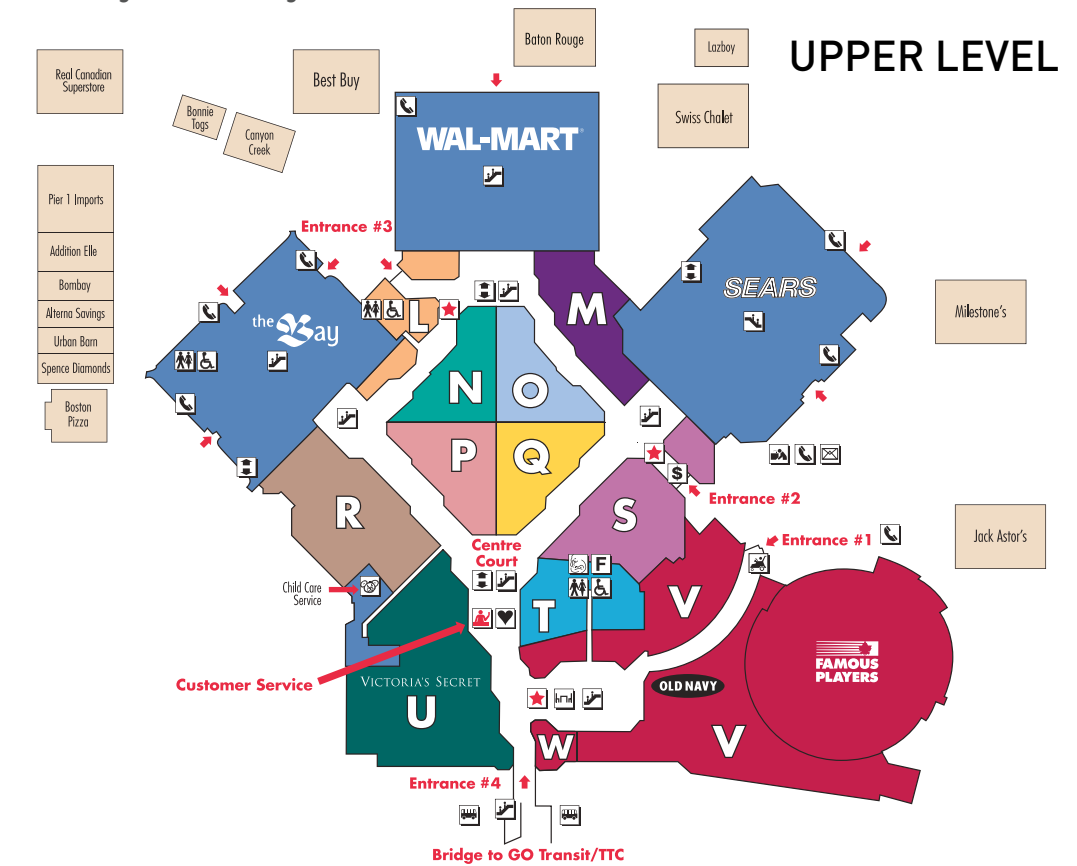 Baton Rouge
Lazboy
UPPER LEVEL
Real Canadian
Superstore
Best Buy
Bonnie
Togs
Canyon
Creek
Swiss Chalet
WAL-MART
Pier 1 Imports
Addition Elle
Bombay
Alterna Savings
Urban Barn
Spence Diamonds
Boston
Pizza
Entrance #3
the Bay
L
M
SEARS
Milestone's
N
O
P
Q
R
S
$
Entrance #2
Entrance #1
Jack Astor's
Centre
Court
F
Child Care
Service
T
V
Customer Service
VICTORIA'S SECRET
U
OLD NAVY
FAMOUS
PLAYERS
V
W
Entrance #4
Bridge to GO Transit/TTC